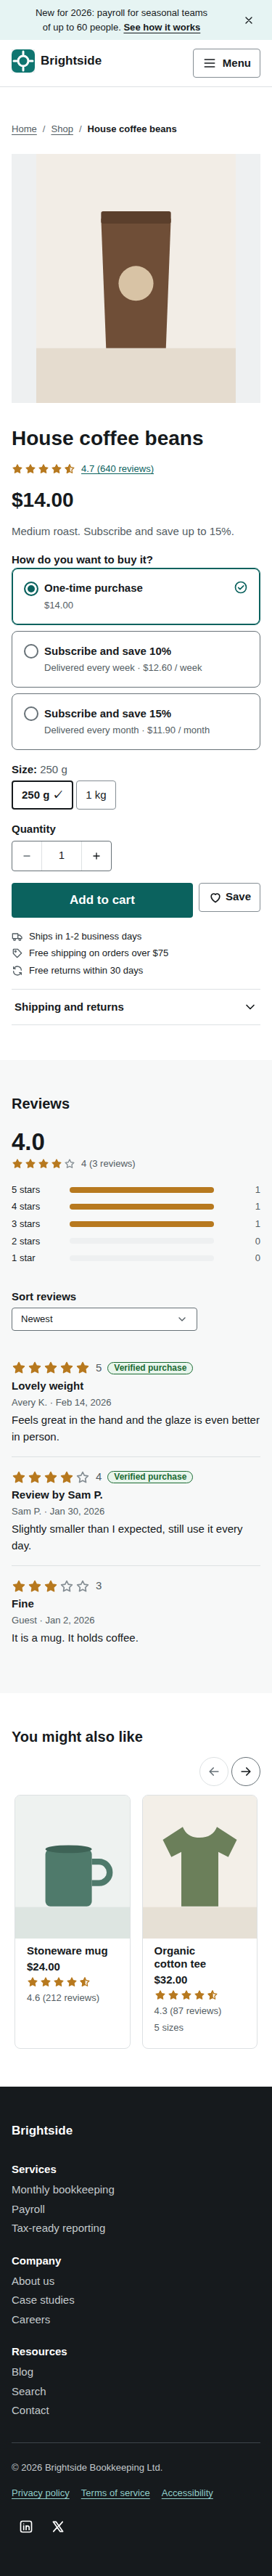 New for 2026: payroll for seasonal teams
of up to 60 people. See how it works
Brightside
Menu
Home / Shop / House coffee beans
House coffee beans
4.7 (640 reviews)
$14.00
Medium roast. Subscribe and save up to 15%.
How do you want to buy it?
One-time purchase
$14.00
Subscribe and save 10%
Delivered every week · $12.60 / week
Subscribe and save 15%
Delivered every month · $11.90 / month
Size: 250 g
250 g ✓ 1 kg
Quantity
− 1 +
Add to cart Save
Ships in 1-2 business days
Free shipping on orders over $75
Free returns within 30 days
Shipping and returns
Reviews
4.0
4 (3 reviews)
5 stars 1
4 stars 1
3 stars 1
2 stars 0
1 star 0
Sort reviews
Newest
5 Verified purchase
Lovely weight
Avery K. · Feb 14, 2026
Feels great in the hand and the glaze is even better
in person.
4 Verified purchase
Review by Sam P.
Sam P. · Jan 30, 2026
Slightly smaller than I expected, still use it every
day.
3
Fine
Guest · Jan 2, 2026
It is a mug. It holds coffee.
You might also like
Stoneware mug
$24.00
4.6 (212 reviews)
Organic
cotton tee
$32.00
4.3 (87 reviews)
5 sizes
Brightside
Services
Monthly bookkeeping
Payroll
Tax-ready reporting
Company
About us
Case studies
Careers
Resources
Blog
Search
Contact
© 2026 Brightside Bookkeeping Ltd.
Privacy policy Terms of service Accessibility